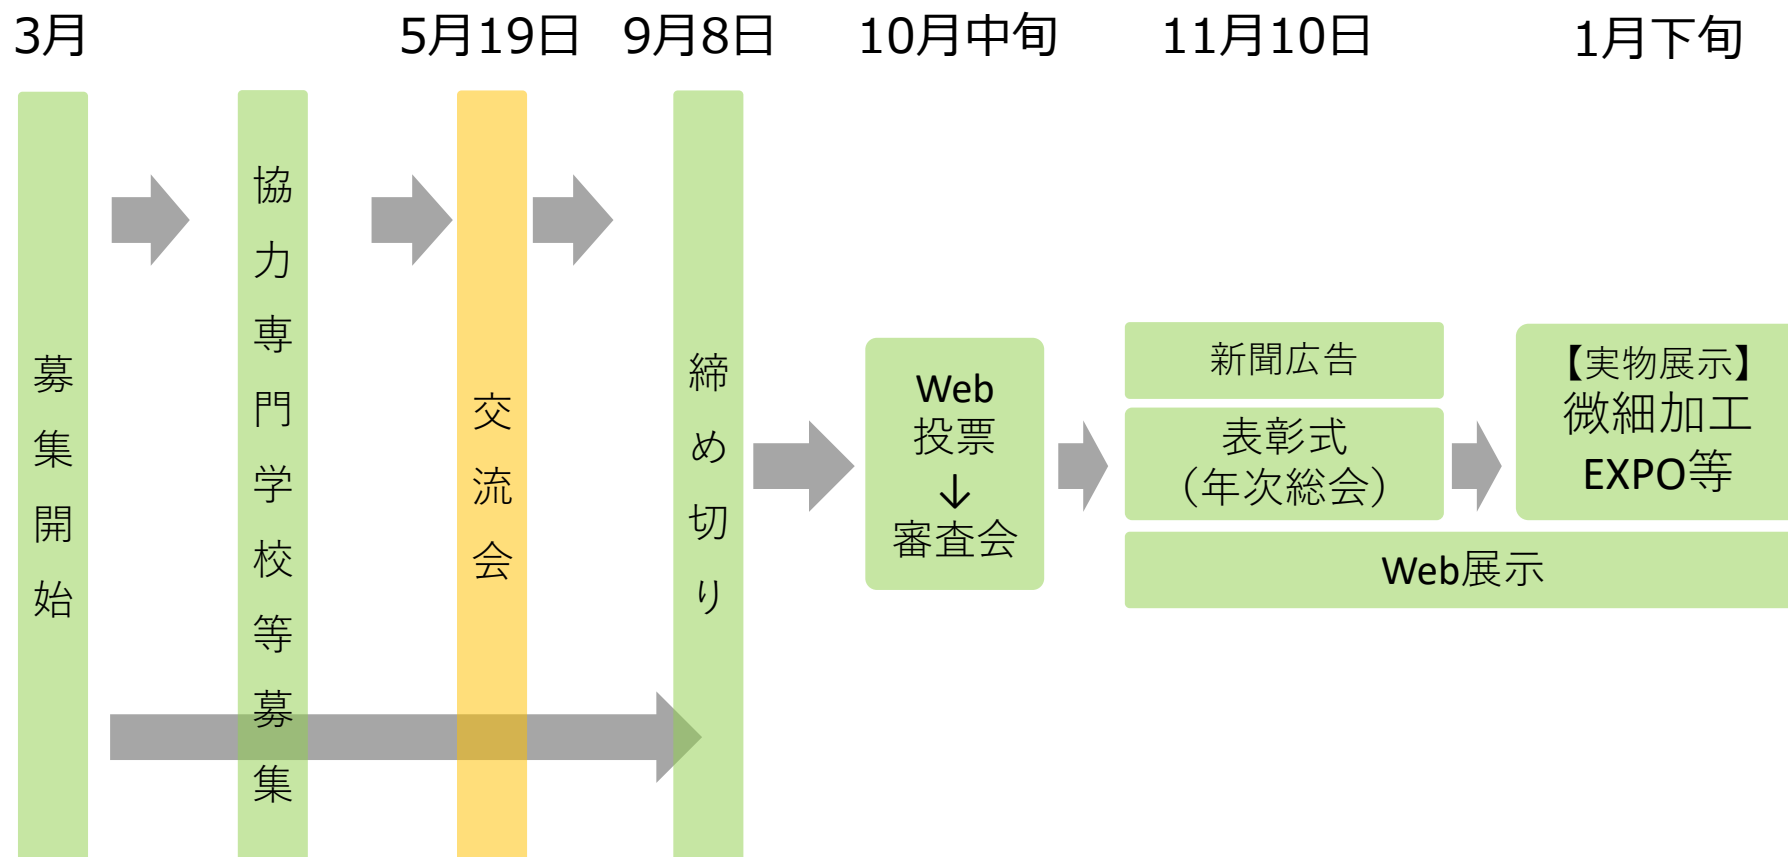 3月
5月19日
9月8日
10月中旬
11月10日
1月下旬
募集開始
協力専門学校等募集
交流会
締め切り
Web
投票
↓
審査会
新聞広告
表彰式
（年次総会）
【実物展示】
微細加工
EXPO等
Web展示